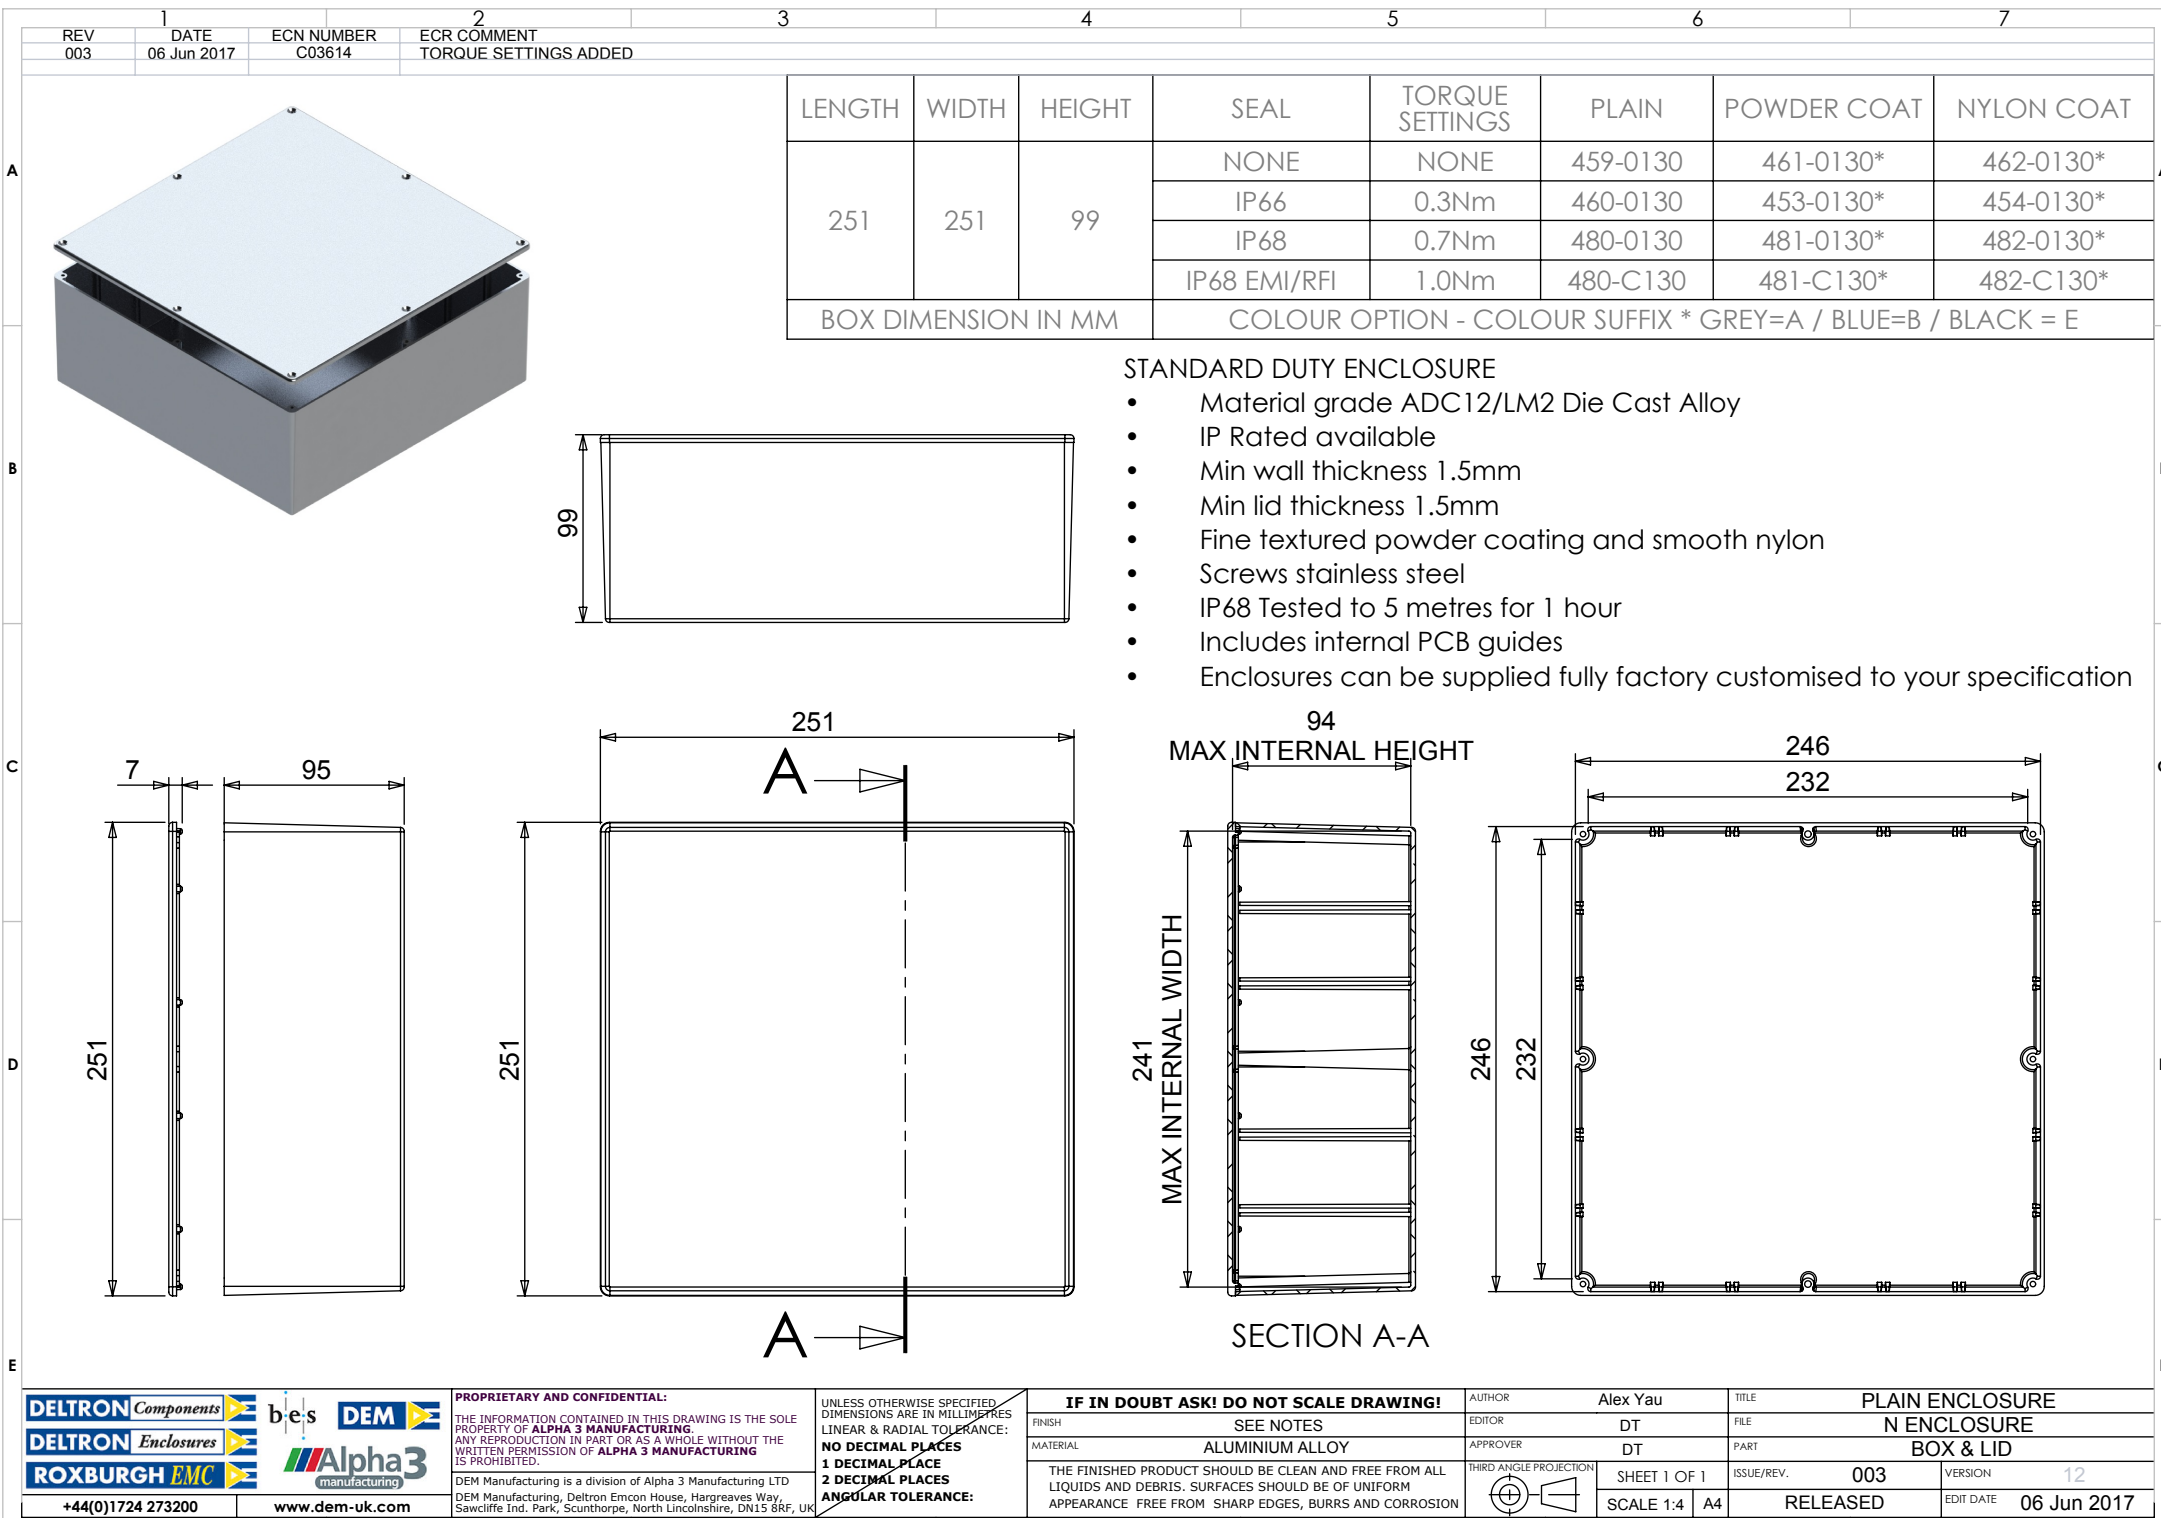 1 2 3 4 5 6 7
REV DATE ECN NUMBER ECR COMMENT
003 06 Jun 2017 C03614 TORQUE SETTINGS ADDED
LENGTH WIDTH HEIGHT SEAL TORQUE SETTINGS PLAIN POWDER COAT NYLON COAT
251 251 99
NONE NONE 459-0130 461-0130* 462-0130*
IP66 0.3Nm 460-0130 453-0130* 454-0130*
IP68 0.7Nm 480-0130 481-0130* 482-0130*
IP68 EMI/RFI 1.0Nm 480-C130 481-C130* 482-C130*
BOX DIMENSION IN MM COLOUR OPTION - COLOUR SUFFIX * GREY=A / BLUE=B / BLACK = E
A
B
C
D
E
STANDARD DUTY ENCLOSURE
• Material grade ADC12/LM2 Die Cast Alloy
• IP Rated available
• Min wall thickness 1.5mm
• Min lid thickness 1.5mm
• Fine textured powder coating and smooth nylon
• Screws stainless steel
• IP68 Tested to 5 metres for 1 hour
• Includes internal PCB guides
• Enclosures can be supplied fully factory customised to your specification
99
7
95
251
251
251
A
A
94
MAX INTERNAL HEIGHT
241
MAX INTERNAL WIDTH
SECTION A-A
246
232
246
232
DELTRON Components
DELTRON Enclosures
ROXBURGH EMC
b·e·s
DEM
Alpha3
manufacturing
+44(0)1724 273200
www.dem-uk.com
PROPRIETARY AND CONFIDENTIAL:
THE INFORMATION CONTAINED IN THIS DRAWING IS THE SOLE
PROPERTY OF ALPHA 3 MANUFACTURING.
ANY REPRODUCTION IN PART OR AS A WHOLE WITHOUT THE
WRITTEN PERMISSION OF ALPHA 3 MANUFACTURING
IS PROHIBITED.
DEM Manufacturing is a division of Alpha 3 Manufacturing LTD
DEM Manufacturing, Deltron Emcon House, Hargreaves Way,
Sawcliffe Ind. Park, Scunthorpe, North Lincolnshire, DN15 8RF, UK
UNLESS OTHERWISE SPECIFIED
DIMENSIONS ARE IN MILLIMETRES
LINEAR & RADIAL TOLERANCE:
NO DECIMAL PLACES
1 DECIMAL PLACE
2 DECIMAL PLACES
ANGULAR TOLERANCE:
IF IN DOUBT ASK! DO NOT SCALE DRAWING!
FINISH SEE NOTES
MATERIAL ALUMINIUM ALLOY
THE FINISHED PRODUCT SHOULD BE CLEAN AND FREE FROM ALL
LIQUIDS AND DEBRIS. SURFACES SHOULD BE OF UNIFORM
APPEARANCE FREE FROM SHARP EDGES, BURRS AND CORROSION
AUTHOR Alex Yau
EDITOR DT
APPROVER DT
THIRD ANGLE PROJECTION
SHEET 1 OF 1
SCALE 1:4 A4
TITLE PLAIN ENCLOSURE
FILE N ENCLOSURE
PART BOX & LID
ISSUE/REV. 003 VERSION 12
RELEASED EDIT DATE 06 Jun 2017